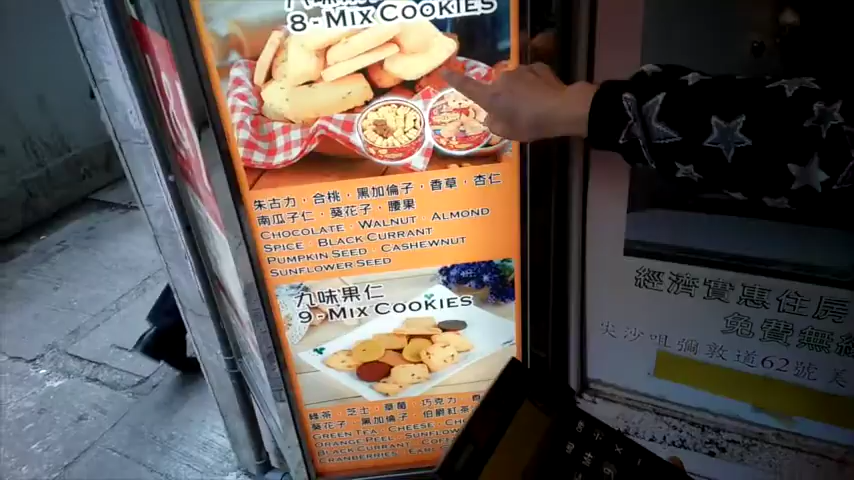 8-Mix Cookies
朱古力·合桃·黑加倫子·香草·杏仁
南瓜子仁·葵花子·腰果
Chocolate·Walnut·Almond
Spice·Black Currant
Pumpkin Seed·Cashewnut
Sunflower Seed
九味果仁
9-Mix Cookies
綠茶·芝士·草莓·巧克力
葵花子·黑加倫子·伯爵紅茶
Green Tea·Cheese
Orange Peel·Sunflow
Black Currant
Cranberries
經濟實惠住房
免費無
尖沙咀彌敦道62號美